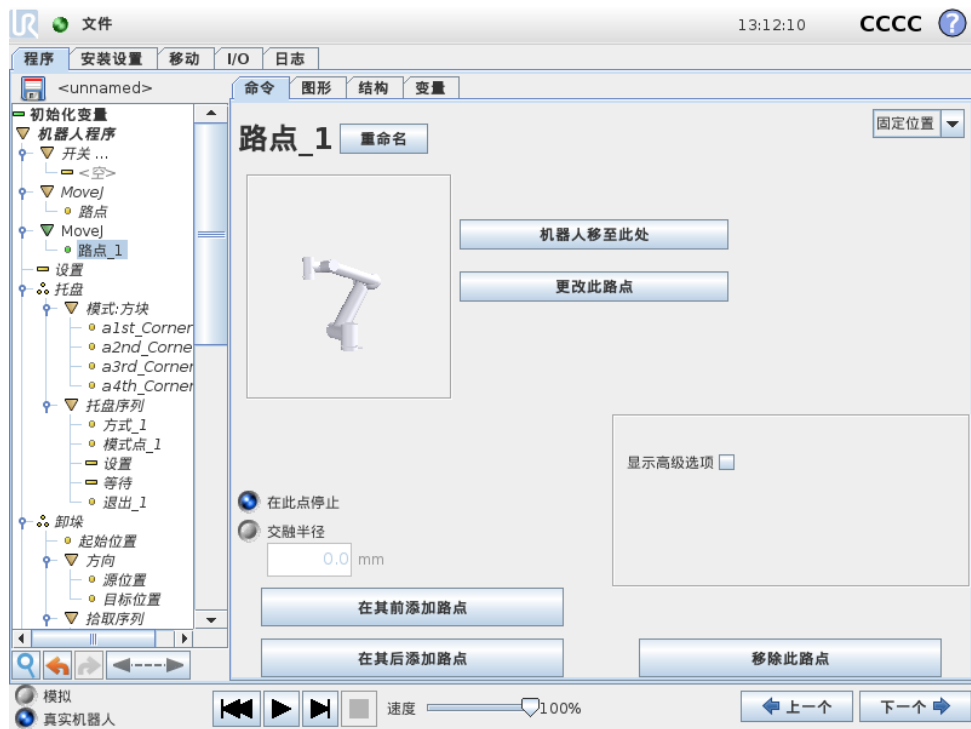 UR 文件 13:12:10 CCCC ?
程序 安装设置 移动 I/O 日志
<unnamed>
命令 图形 结构 变量
初始化变量
机器人程序
开关 ...
<空>
MoveJ
路点
MoveJ
路点_1
设置
托盘
模式:方块
a1st_Corner
a2nd_Corne
a3rd_Corner
a4th_Corner
托盘序列
方式_1
模式点_1
设置
等待
退出_1
卸垛
起始位置
方向
源位置
目标位置
拾取序列
路点_1 重命名
固定位置
机器人移至此处
更改此路点
显示高级选项
在此点停止
交融半径
0.0 mm
在其前添加路点
在其后添加路点
移除此路点
模拟
真实机器人
速度 100%
上一个 下一个